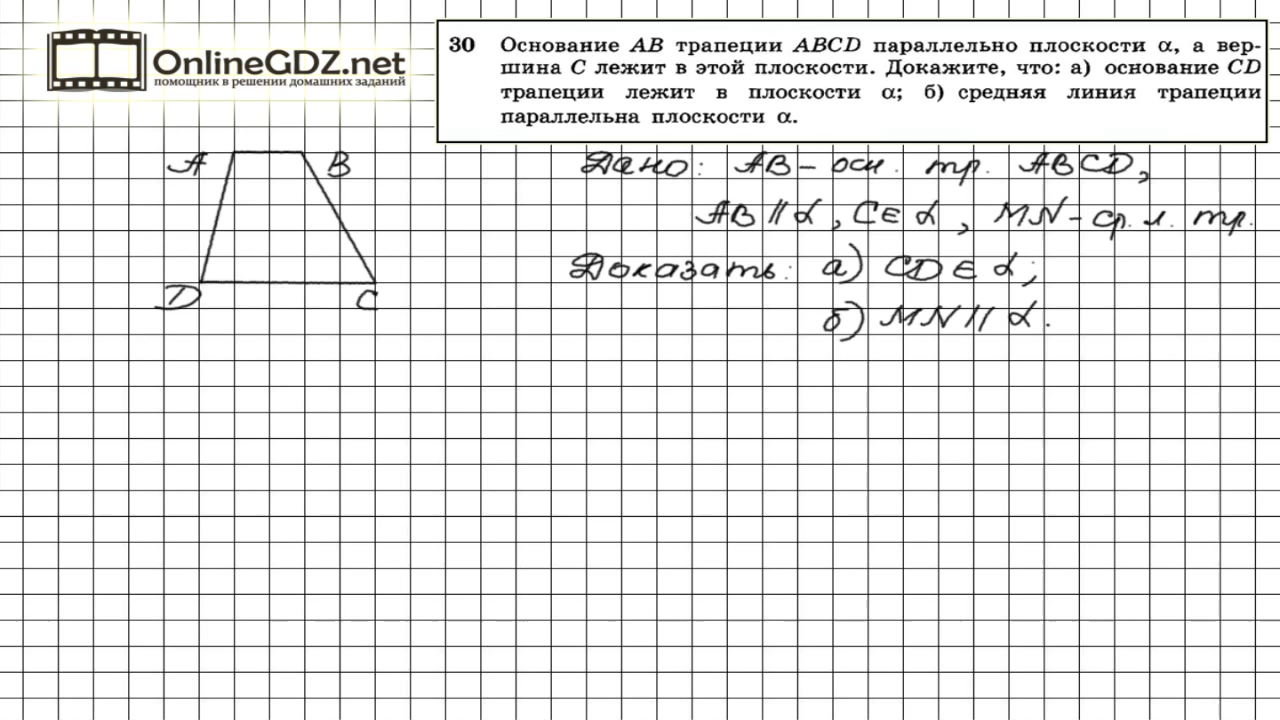 OnlineGDZ.net
помощник в решении домашних заданий
30 Основание AB трапеции ABCD параллельно плоскости α, а вер-
шина C лежит в этой плоскости. Докажите, что: а) основание CD
трапеции лежит в плоскости α; б) средняя линия трапеции
параллельна плоскости α.
A B
D C
Дано: AB – осн. тр. ABCD,
AB ∥ α, C ∈ α, MN – ср. л. тр.
Доказать: а) CD ∈ α;
б) MN ∥ α.